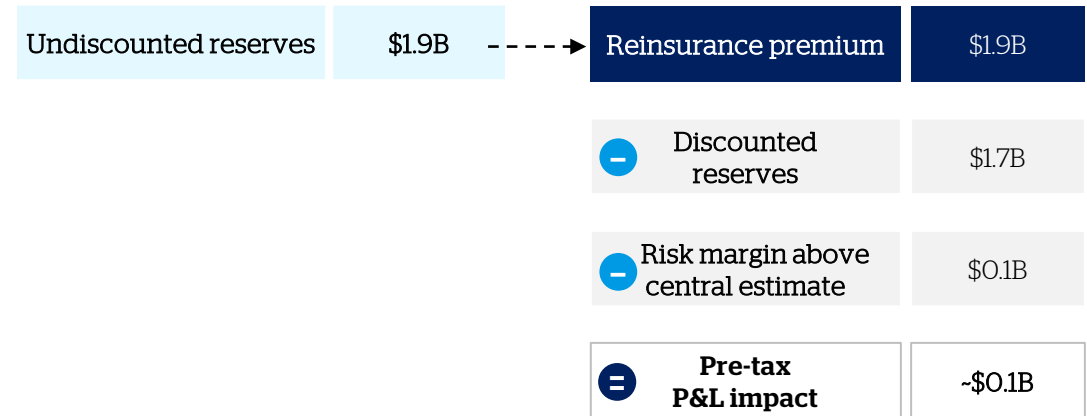 Undiscounted reserves $1.9B Reinsurance premium $1.9B
Discounted
reserves $1.7B
Risk margin above
central estimate $0.1B
Pre-tax
P&L impact ~$0.1B